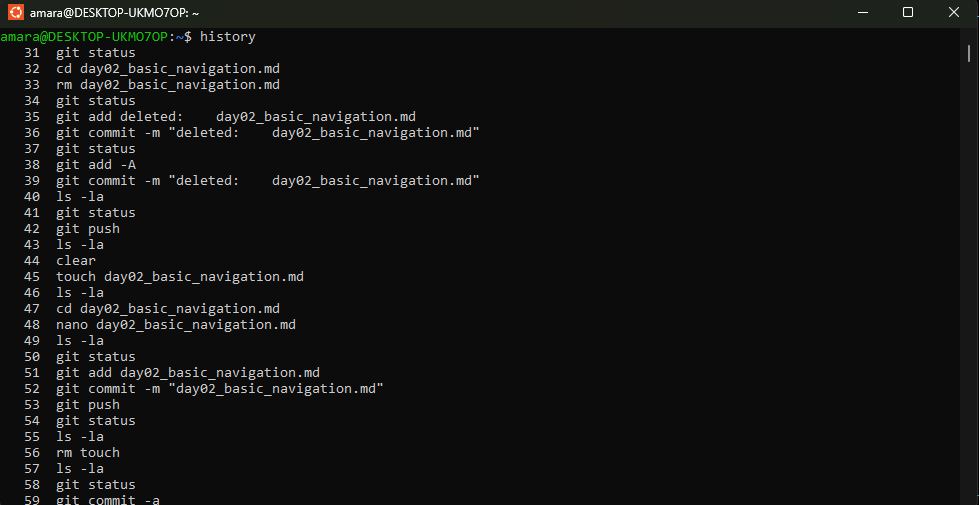 amara@DESKTOP-UKMO7OP: ~
amara@DESKTOP-UKMO7OP:~$ history
31 git status
32 cd day02_basic_navigation.md
33 rm day02_basic_navigation.md
34 git status
35 git add deleted:    day02_basic_navigation.md
36 git commit -m "deleted:    day02_basic_navigation.md"
37 git status
38 git add -A
39 git commit -m "deleted:    day02_basic_navigation.md"
40 ls -la
41 git status
42 git push
43 ls -la
44 clear
45 touch day02_basic_navigation.md
46 ls -la
47 cd day02_basic_navigation.md
48 nano day02_basic_navigation.md
49 ls -la
50 git status
51 git add day02_basic_navigation.md
52 git commit -m "day02_basic_navigation.md"
53 git push
54 git status
55 ls -la
56 rm touch
57 ls -la
58 git status
59 git commit -a